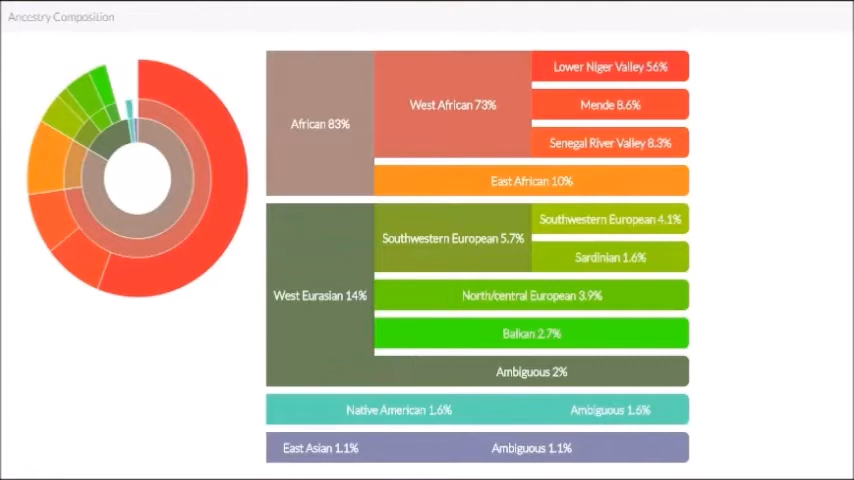 Ancestry Composition
African 83%
West African 73%
Lower Niger Valley 56%
Mende 8.6%
Senegal River Valley 8.3%
East African 10%
West Eurasian 14%
Southwestern European 5.7%
Southwestern European 4.1%
Sardinian 1.6%
North/central European 3.9%
Balkan 2.7%
Ambiguous 2%
Native American 1.6%
Ambiguous 1.6%
East Asian 1.1%
Ambiguous 1.1%